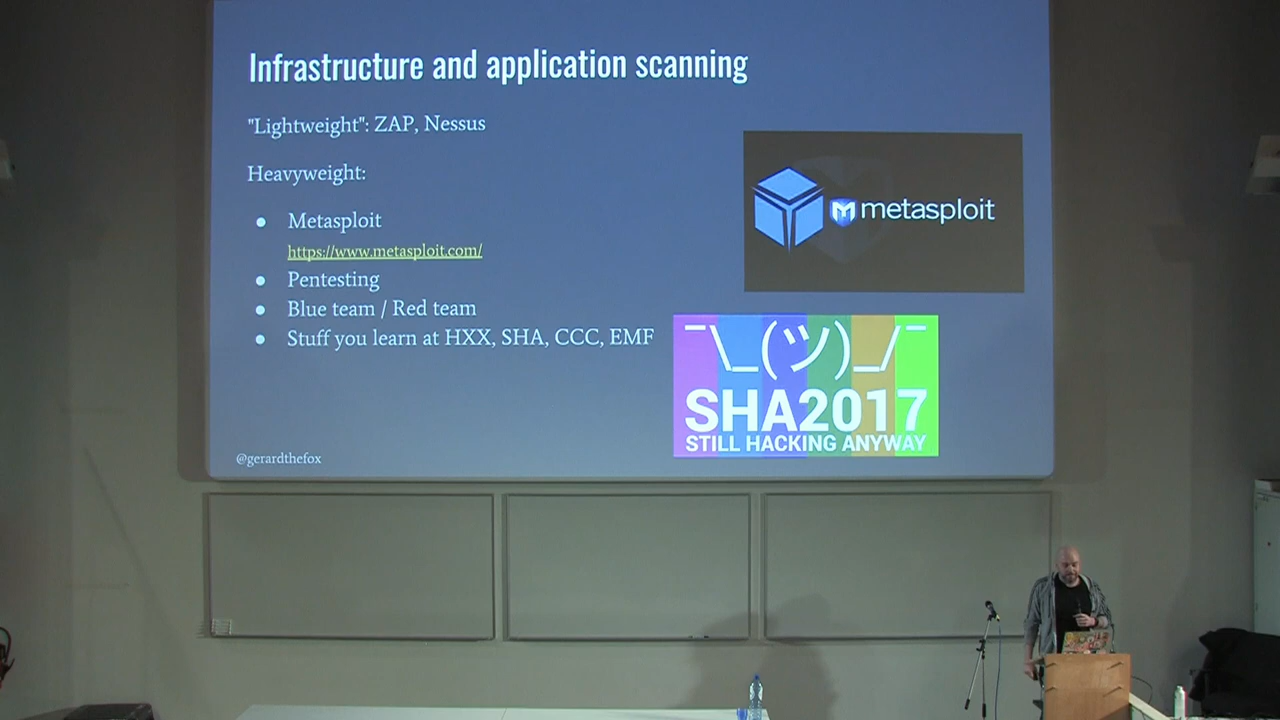 Infrastructure and application scanning
"Lightweight": ZAP, Nessus
Heavyweight:
● Metasploit
https://www.metasploit.com/
● Pentesting
● Blue team / Red team
● Stuff you learn at HXX, SHA, CCC, EMF
metasploit
¯\_(ツ)_/¯
SHA2017
STILL HACKING ANYWAY
@gerardthefox